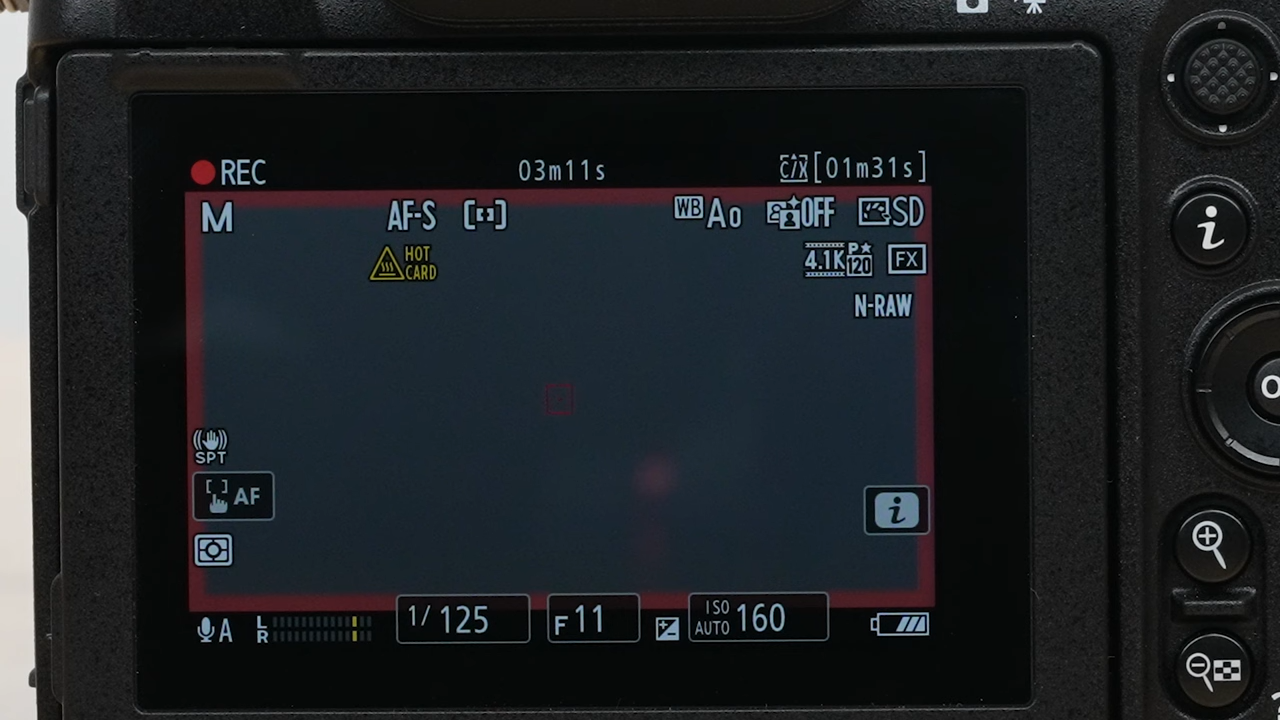 REC 03m11s C/X[01m31s]
M AF-S WB A0 OFF SD
HOT
CARD
4.1K P★ 120 FX
N-RAW
SPT
AF
i
A L R 1/125 F11 ISO AUTO 160
i
O